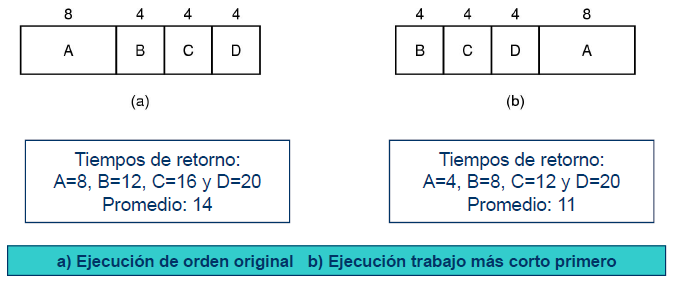 8 4 4 4
A B C D
(a)
4 4 4 8
B C D A
(b)
Tiempos de retorno:
A=8, B=12, C=16 y D=20
Promedio: 14
Tiempos de retorno:
A=4, B=8, C=12 y D=20
Promedio: 11
a) Ejecución de orden original b) Ejecución trabajo más corto primero